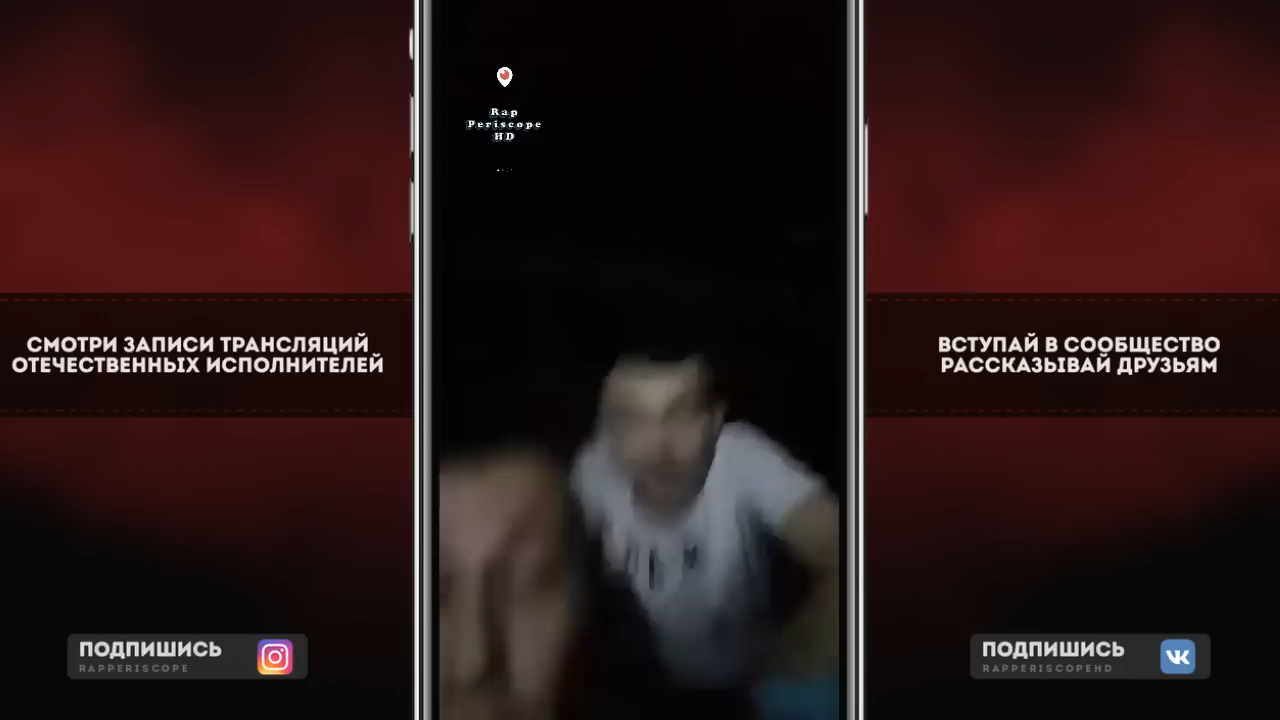 Rap
Periscope
HD
СМОТРИ ЗАПИСИ ТРАНСЛЯЦИЙ
ОТЕЧЕСТВЕННЫХ ИСПОЛНИТЕЛЕЙ
ВСТУПАЙ В СООБЩЕСТВО
РАССКАЗЫВАЙ ДРУЗЬЯМ
ПОДПИШИСЬ
RAPPERISCOPE
ПОДПИШИСЬ
RAPPERISCOPEHD